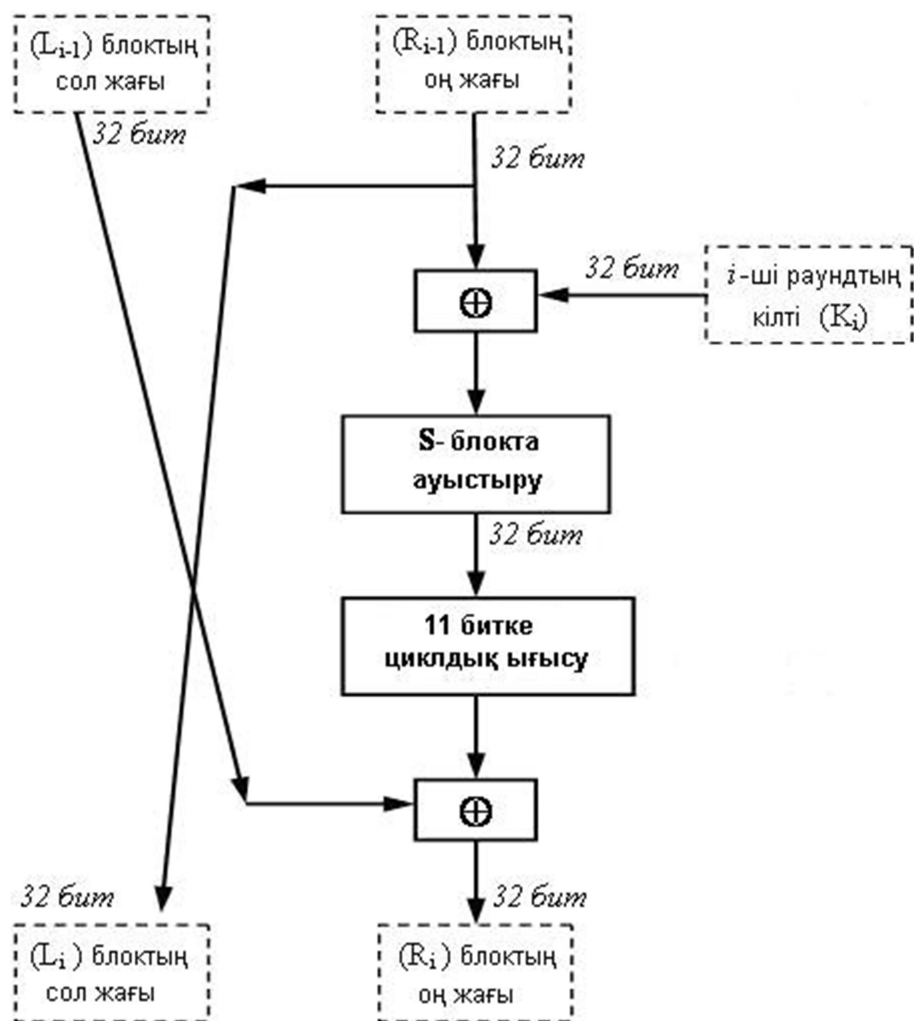 (Li-1) блоктың
сол жағы
(Ri-1) блоктың
оң жағы
32 бит
32 бит
32 бит
i-ші раундтың
кілті (Ki)
⊕
S- блокта
ауыстыру
32 бит
11 битке
циклдық ығысу
⊕
32 бит
32 бит
(Li) блоктың
сол жағы
(Ri) блоктың
оң жағы